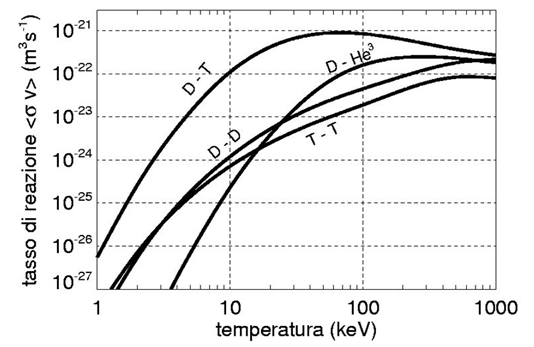 10-21
10-22
10-23
10-24
10-25
10-26
10-27
tasso di reazione <σ v> (m3s-1)
D - T
D - He3
D - D
T - T
1 10 100 1000
temperatura (keV)